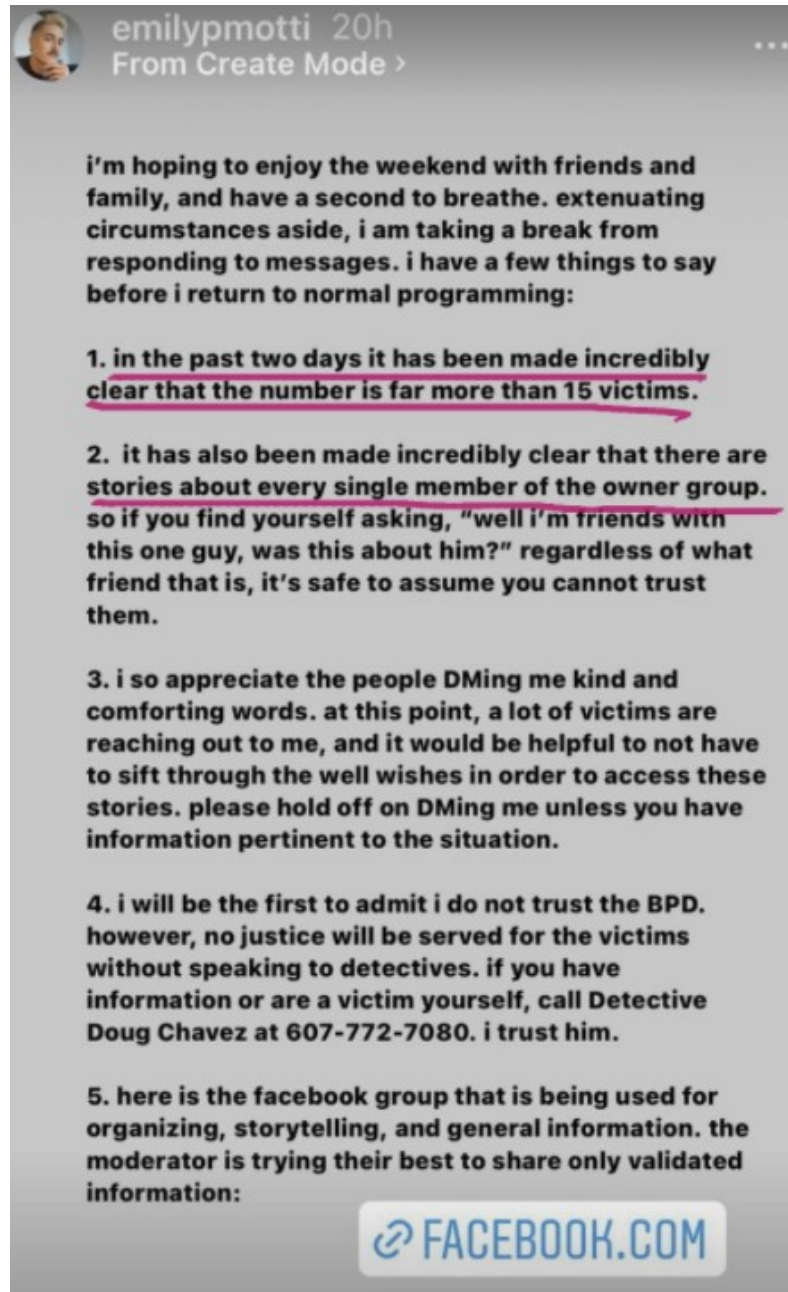 emilypmotti 20h
From Create Mode >
...
i'm hoping to enjoy the weekend with friends and
family, and have a second to breathe. extenuating
circumstances aside, i am taking a break from
responding to messages. i have a few things to say
before i return to normal programming:
1. in the past two days it has been made incredibly
clear that the number is far more than 15 victims.
2. it has also been made incredibly clear that there are
stories about every single member of the owner group.
so if you find yourself asking, "well i'm friends with
this one guy, was this about him?" regardless of what
friend that is, it's safe to assume you cannot trust
them.
3. i so appreciate the people DMing me kind and
comforting words. at this point, a lot of victims are
reaching out to me, and it would be helpful to not have
to sift through the well wishes in order to access these
stories. please hold off on DMing me unless you have
information pertinent to the situation.
4. i will be the first to admit i do not trust the BPD.
however, no justice will be served for the victims
without speaking to detectives. if you have
information or are a victim yourself, call Detective
Doug Chavez at 607-772-7080. i trust him.
5. here is the facebook group that is being used for
organizing, storytelling, and general information. the
moderator is trying their best to share only validated
information:
FACEBOOK.COM